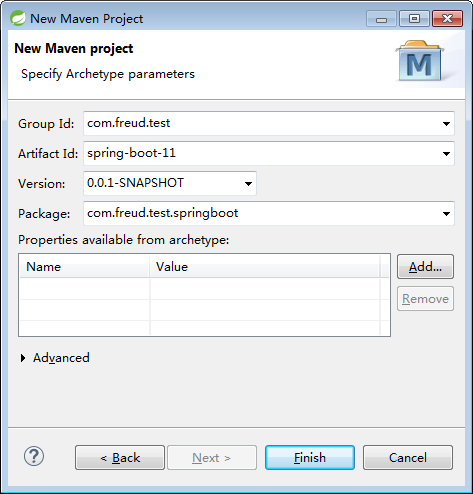 New Maven Project
New Maven project
Specify Archetype parameters
M
Group Id: com.freud.test
Artifact Id: spring-boot-11
Version: 0.0.1-SNAPSHOT
Package: com.freud.test.springboot
Properties available from archetype:
Name Value Add...
Remove
Advanced
? < Back Next > Finish Cancel